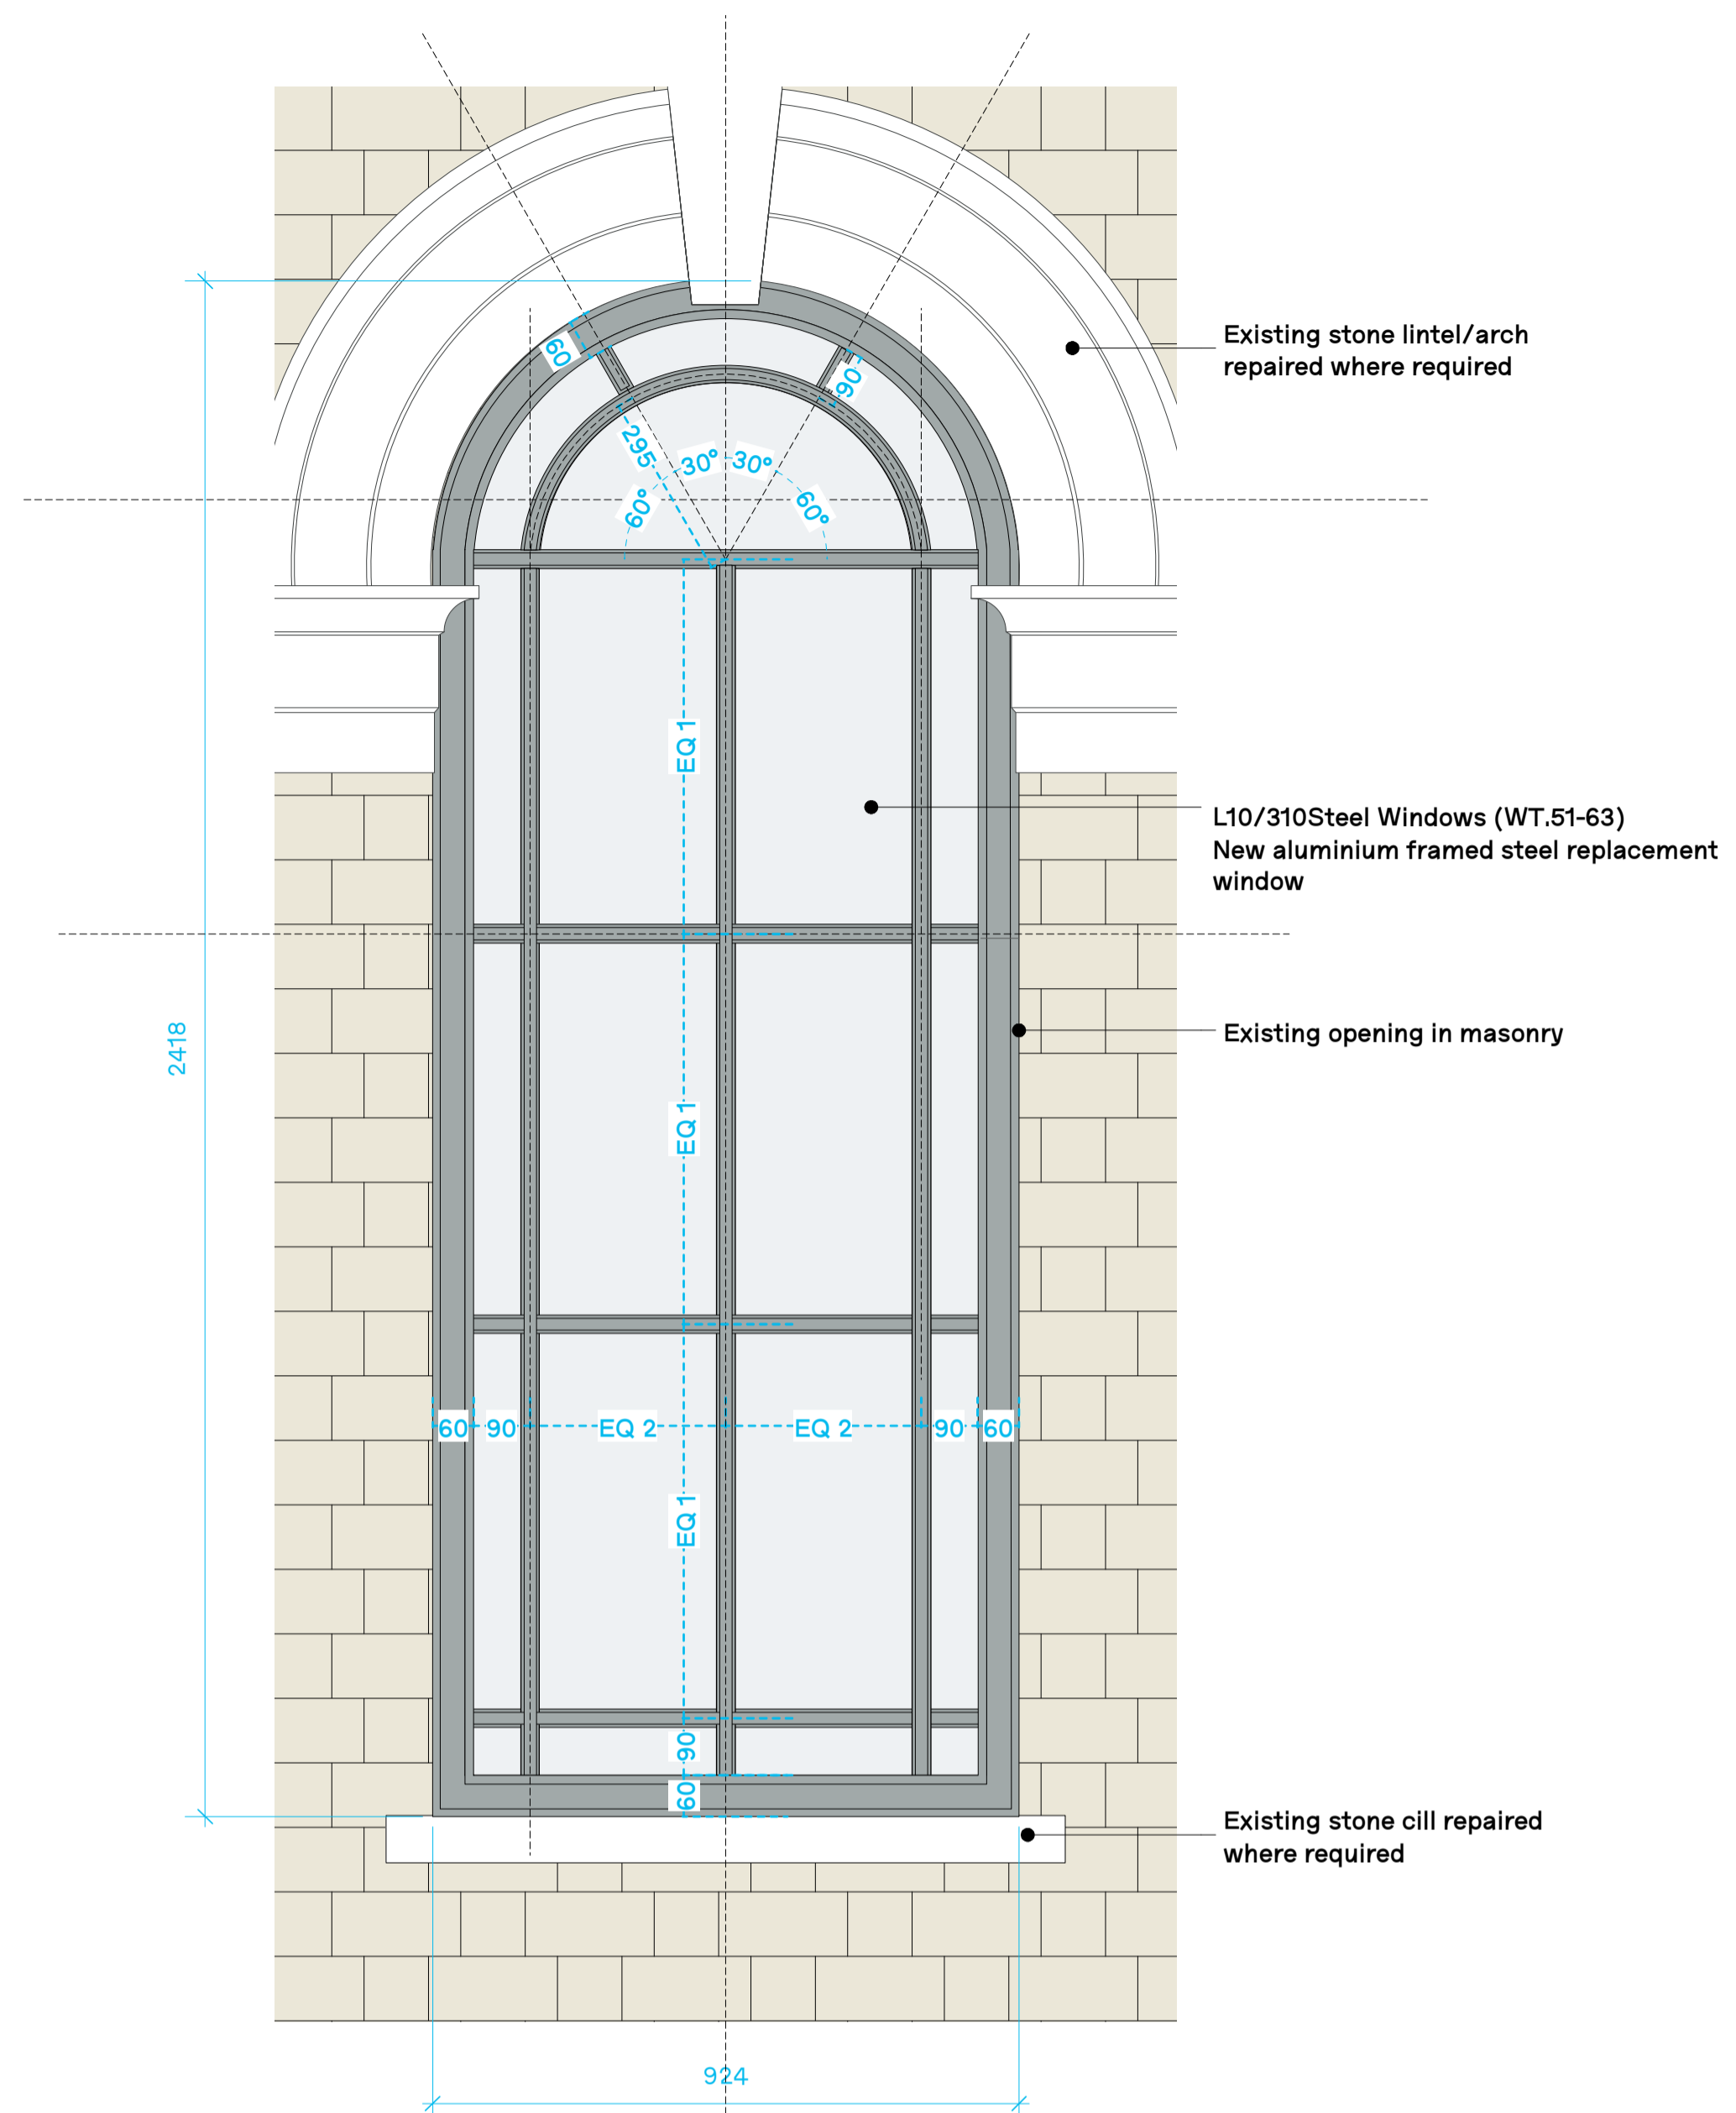 60
90
295
30°
30°
60°
60°
Existing stone lintel/arch
repaired where required
EQ 1
L10/310Steel Windows (WT.51-63)
New aluminium framed steel replacement
window
2418
Existing opening in masonry
EQ 1
60
90
EQ 2
EQ 2
90
60
EQ 1
90
60
Existing stone cill repaired
where required
924